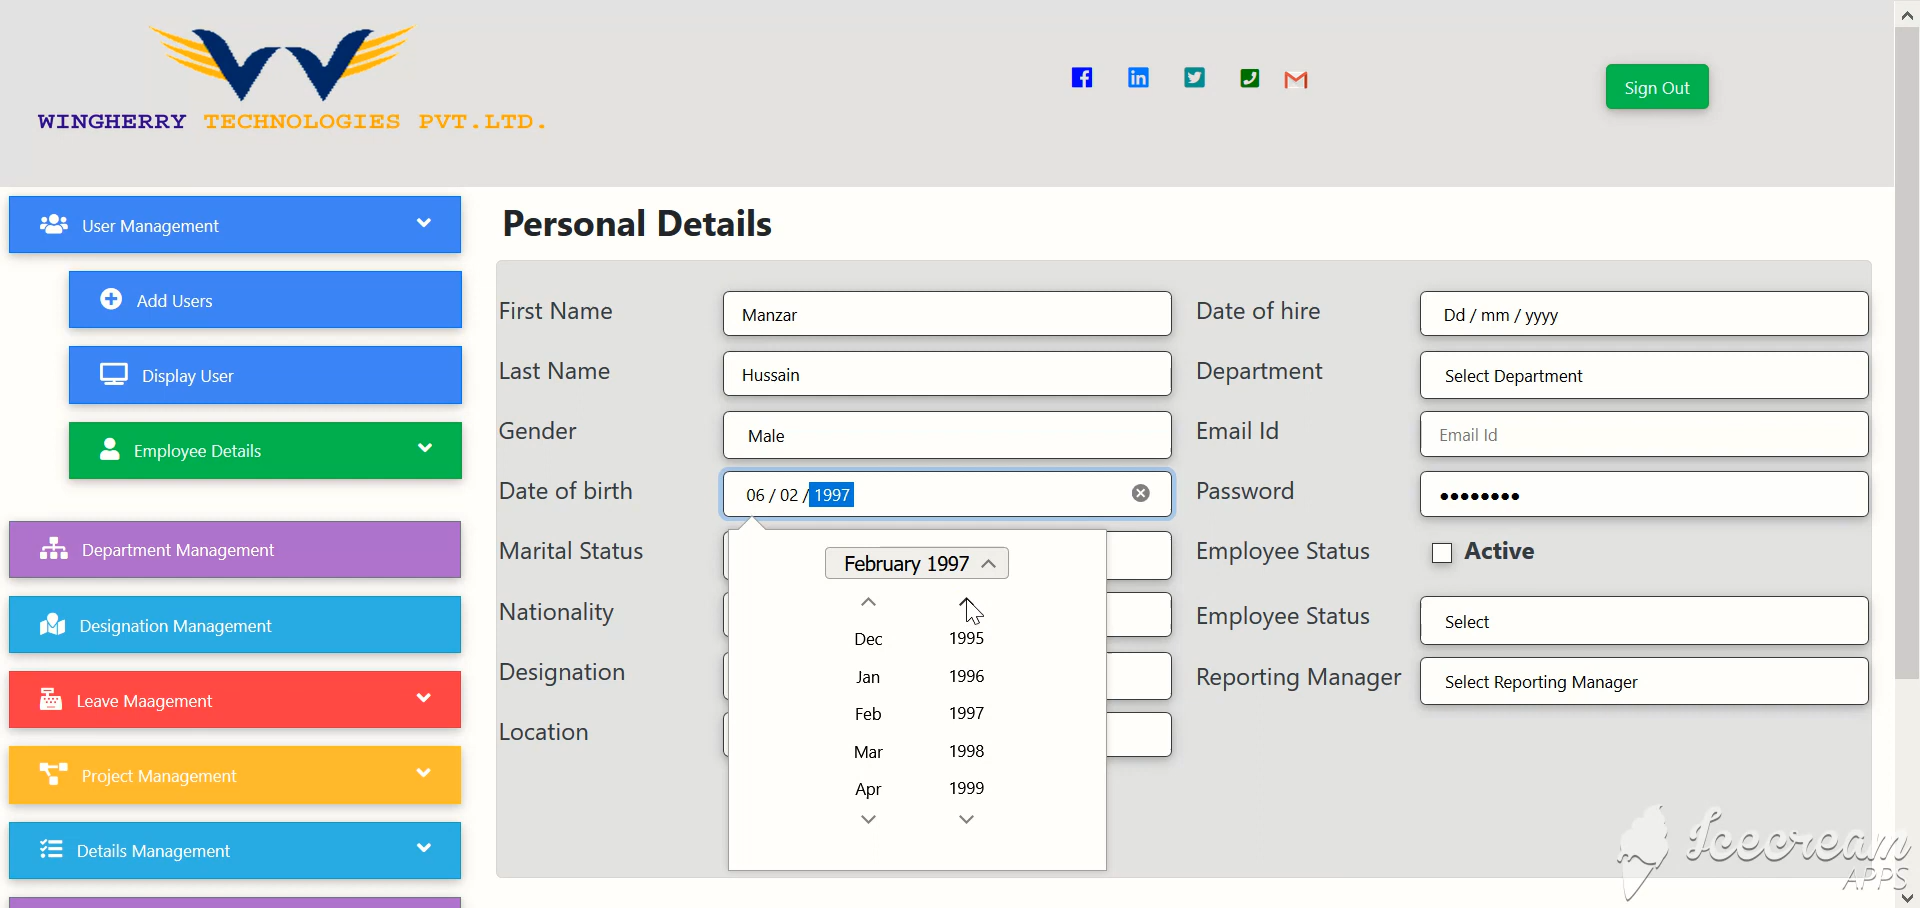 WINGHERRY TECHNOLOGIES PVT.LTD.
Sign Out
User Management
Add Users
Display User
Employee Details
Department Management
Designation Management
Leave Maagement
Project Management
Details Management
Personal Details
First Name
Manzar
Last Name
Hussain
Gender
Male
Date of birth
06 / 02 / 1997
Marital Status
Nationality
Designation
Location
February 1997
Dec 1995
Jan 1996
Feb 1997
Mar 1998
Apr 1999
Date of hire
Dd / mm / yyyy
Department
Select Department
Email Id
Email Id
Password
••••••••
Employee Status
Active
Employee Status
Select
Reporting Manager
Select Reporting Manager
Icecream
APPS